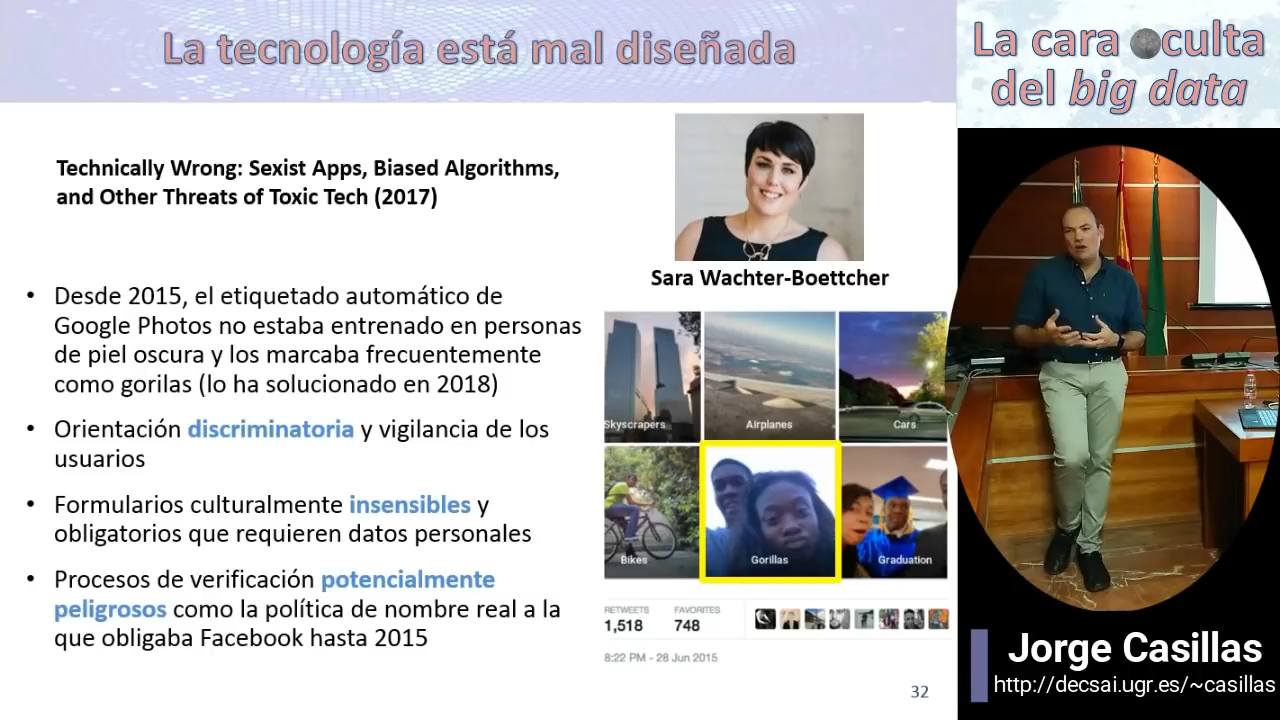 La tecnología está mal diseñada
La cara oculta
del big data
Technically Wrong: Sexist Apps, Biased Algorithms,
and Other Threats of Toxic Tech (2017)
Sara Wachter-Boettcher
• Desde 2015, el etiquetado automático de
Google Photos no estaba entrenado en personas
de piel oscura y los marcaba frecuentemente
como gorilas (lo ha solucionado en 2018)
• Orientación discriminatoria y vigilancia de los
usuarios
• Formularios culturalmente insensibles y
obligatorios que requieren datos personales
• Procesos de verificación potencialmente
peligrosos como la política de nombre real a la
que obligaba Facebook hasta 2015
Skyscrapers
Airplanes
Cars
Bikes
Gorillas
Graduation
RETWEETS
FAVORITES
1,518
748
8:22 PM - 28 Jun 2015
32
Jorge Casillas
http://decsai.ugr.es/~casillas